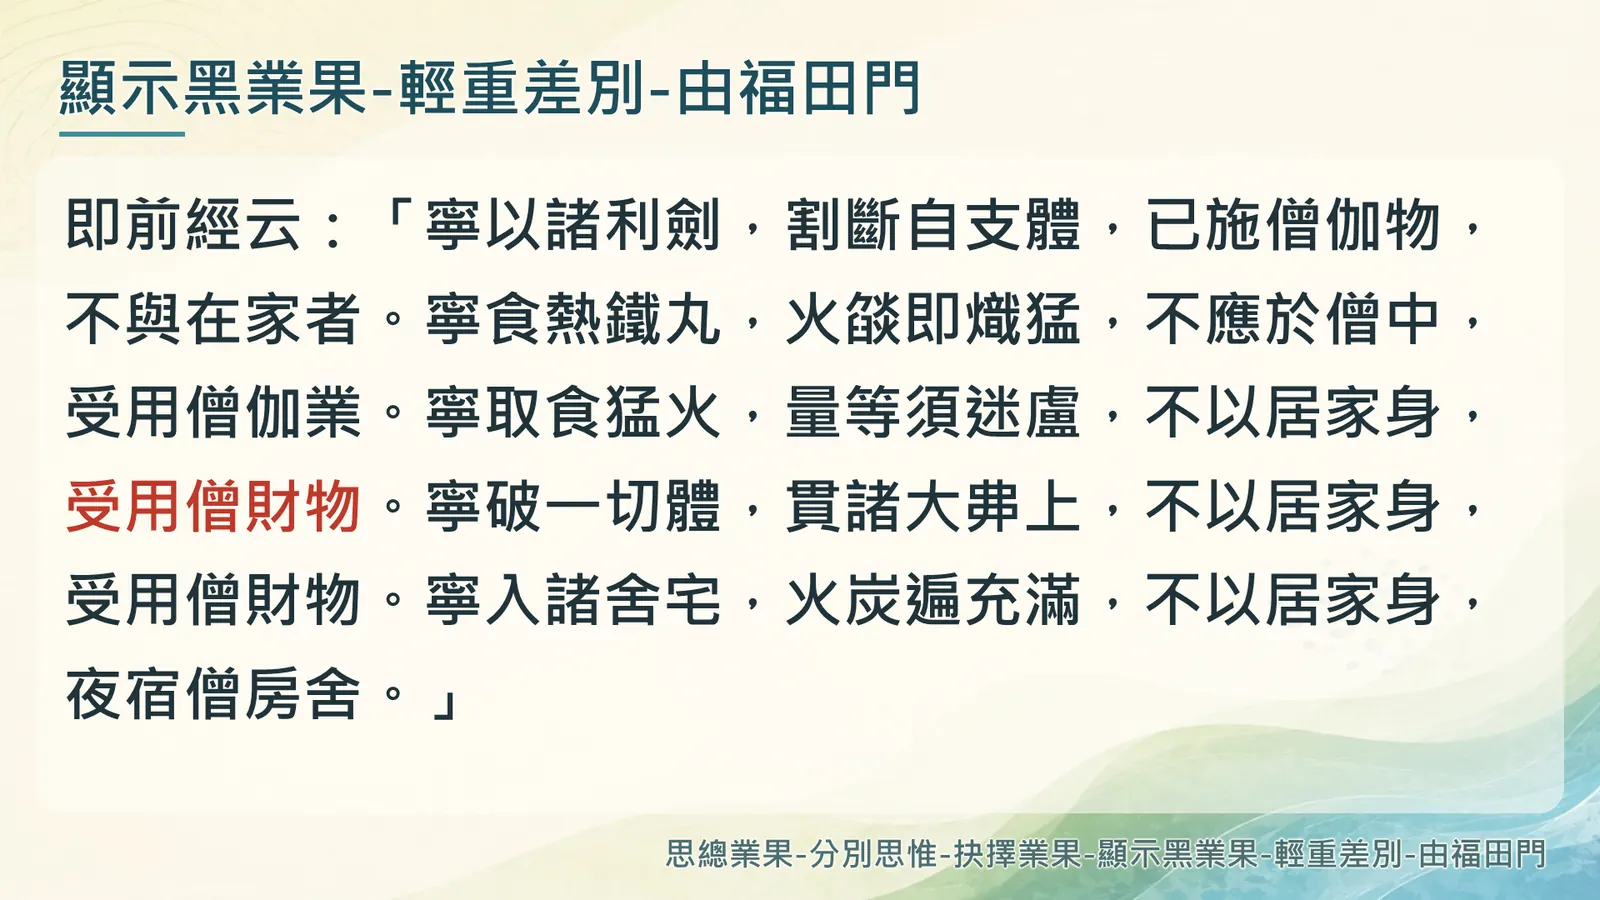 顯示黑業果-輕重差別-由福田門
即前經云：「寧以諸利劍，割斷自支體，已施僧伽物，
不與在家者。寧食熱鐵丸，火燄即熾猛，不應於僧中，
受用僧伽業。寧取食猛火，量等須迷盧，不以居家身，
受用僧財物。寧破一切體，貫諸大弗上，不以居家身，
受用僧財物。寧入諸舍宅，火炭遍充滿，不以居家身，
夜宿僧房舍。」
思總業果-分別思惟-抉擇業果-顯示黑業果-輕重差別-由福田門